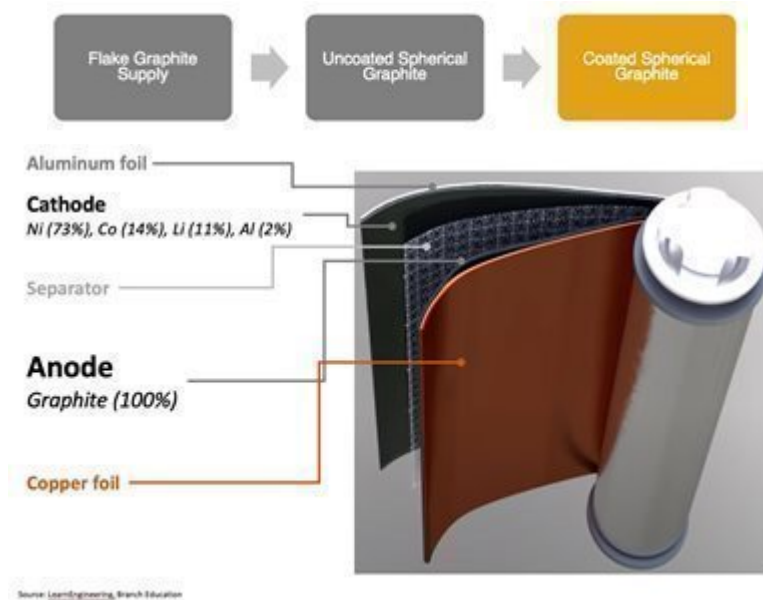 Flake Graphite
Supply
Uncoated Spherical
Graphite
Coated Spherical
Graphite
Aluminum foil
Cathode
Ni (73%), Co (14%), Li (11%), Al (2%)
Separator
Anode
Graphite (100%)
Copper foil
Source: LearnEngineering, Branch Education